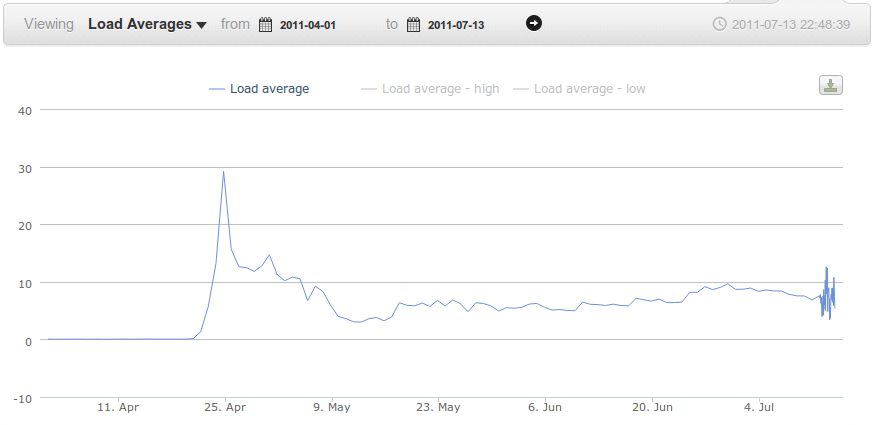 Viewing Load Averages from 2011-04-01 to 2011-07-13 2011-07-13 22:48:39
Load average Load average - high Load average - low
40
30
20
10
0
-10
11. Apr 25. Apr 9. May 23. May 6. Jun 20. Jun 4. Jul